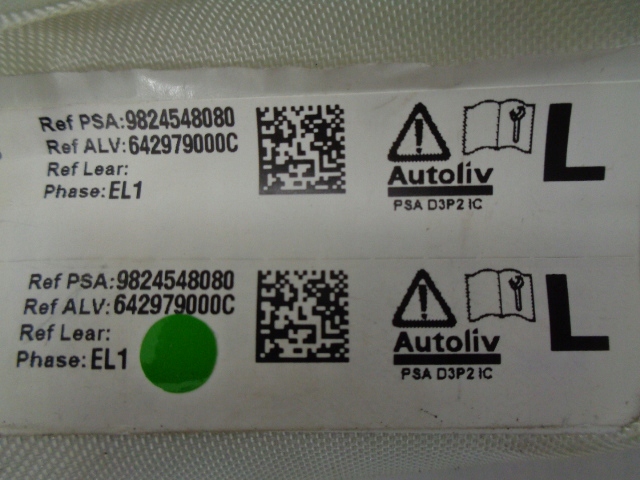 Ref PSA:9824548080
Ref ALV:642979000C
Ref Lear:
Phase:EL1
Autoliv
PSA D3P2 IC
L
Ref PSA:9824548080
Ref ALV:642979000C
Ref Lear:
Phase:EL1
Autoliv
PSA D3P2 IC
L